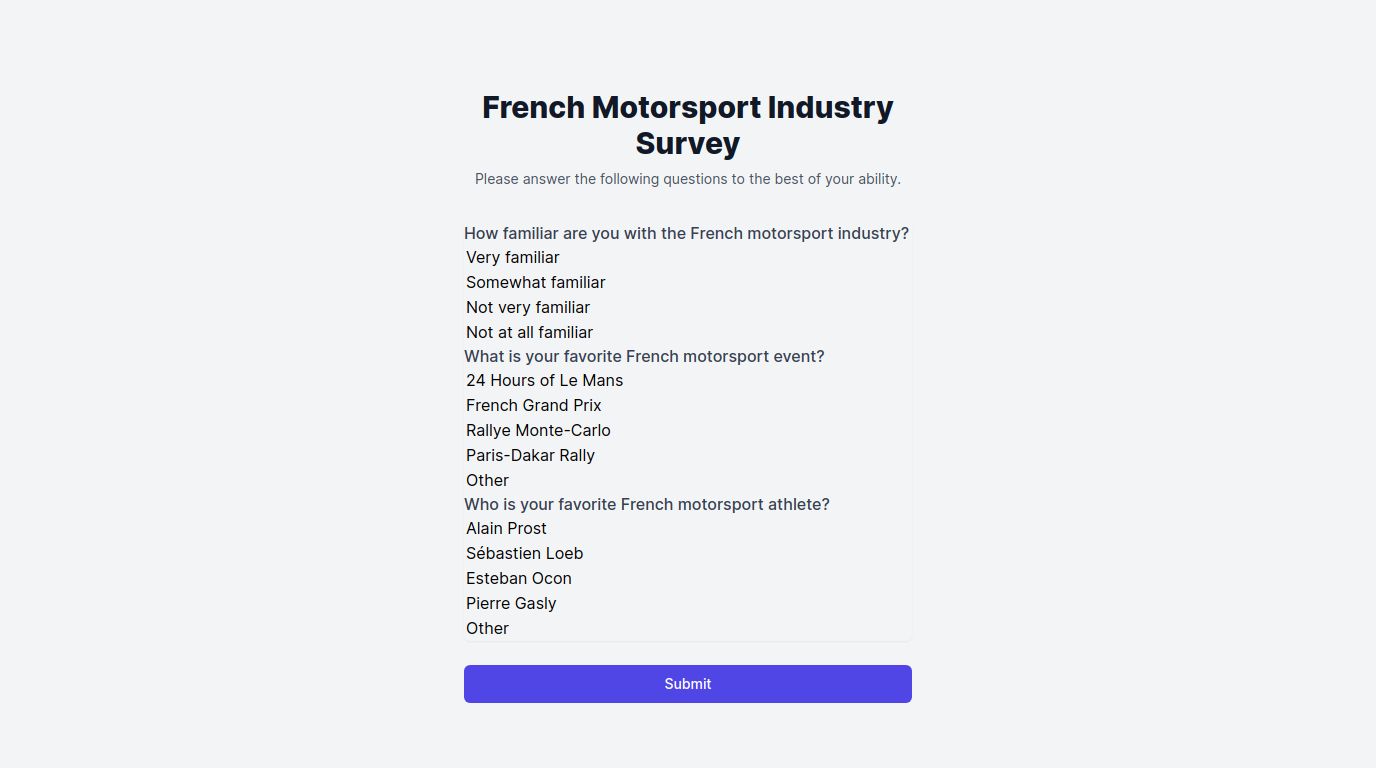 French Motorsport Industry
Survey
Please answer the following questions to the best of your ability.
How familiar are you with the French motorsport industry?
Very familiar
Somewhat familiar
Not very familiar
Not at all familiar
What is your favorite French motorsport event?
24 Hours of Le Mans
French Grand Prix
Rallye Monte-Carlo
Paris-Dakar Rally
Other
Who is your favorite French motorsport athlete?
Alain Prost
Sébastien Loeb
Esteban Ocon
Pierre Gasly
Other
Submit